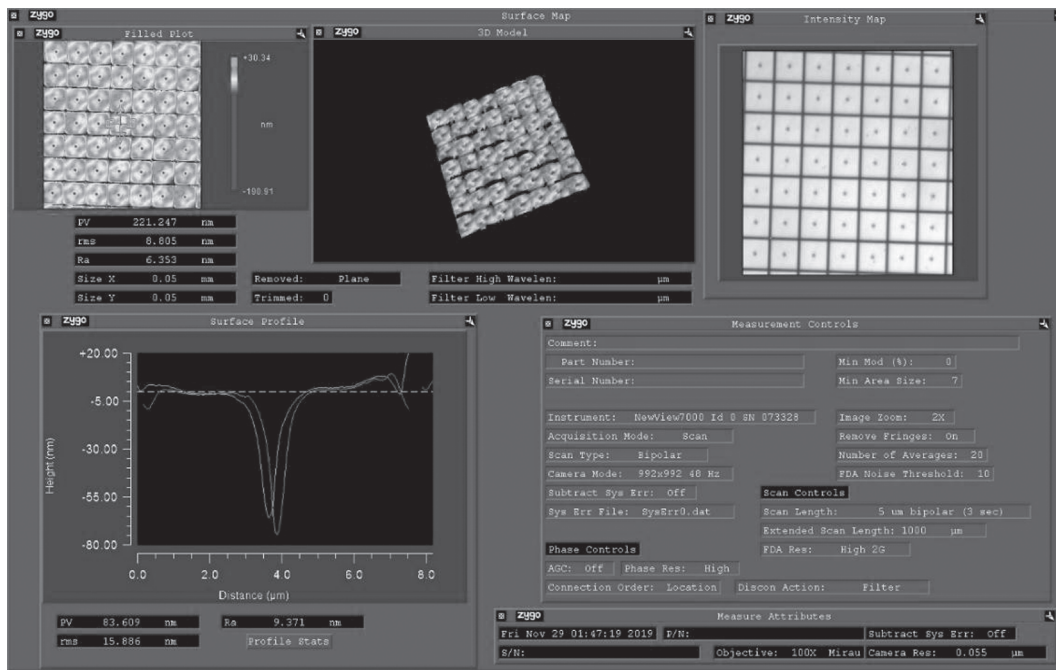 zygo Surface Map
zygo Filled Plot
+30.34
nm
-190.91
PV 221.247 nm
rms 8.805 nm
Ra 6.353 nm
Size X 0.05 mm
Size Y 0.05 mm
zygo 3D Model
Removed: Plane
Trimmed: 0
Filter High Wavelen: µm
Filter Low Wavelen: µm
zygo Intensity Map
zygo Surface Profile
+20.00
-5.00
-30.00
-55.00
-80.00
Height (nm)
0.0 2.0 4.0 6.0 8.0
Distance (µm)
PV 83.609 nm
rms 15.886 nm
Ra 9.371 nm
Profile Stats
zygo Measurement Controls
Comment:
Part Number:
Serial Number:
Min Mod (%): 0
Min Area Size: 7
Instrument: NewView7000 Id 0 SN 073328
Acquisition Mode: Scan
Scan Type: Bipolar
Camera Mode: 992x992 48 Hz
Subtract Sys Err: Off
Sys Err File: SysErr0.dat
Image Zoom: 2X
Remove Fringes: On
Number of Averages: 20
FDA Noise Threshold: 10
Scan Controls
Scan Length: 5 um bipolar (3 sec)
Extended Scan Length: 1000 µm
FDA Res: High 2G
Phase Controls
AGC: Off Phase Res: High
Connection Order: Location Discon Action: Filter
zygo Measure Attributes
Fri Nov 29 01:47:19 2019 P/N: Subtract Sys Err: Off
S/N: Objective: 100X Mirau Camera Res: 0.055 µm